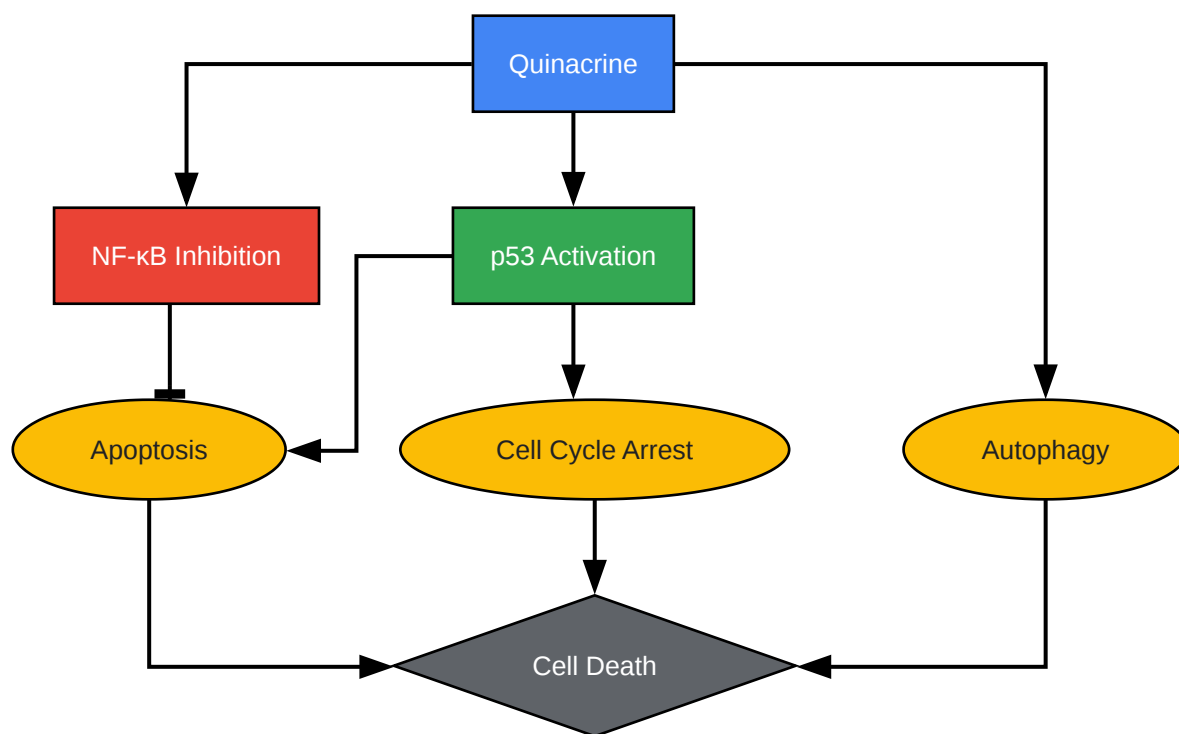 Quinacrine
NF-κB Inhibition
p53 Activation
Apoptosis
Cell Cycle Arrest
Autophagy
Cell Death